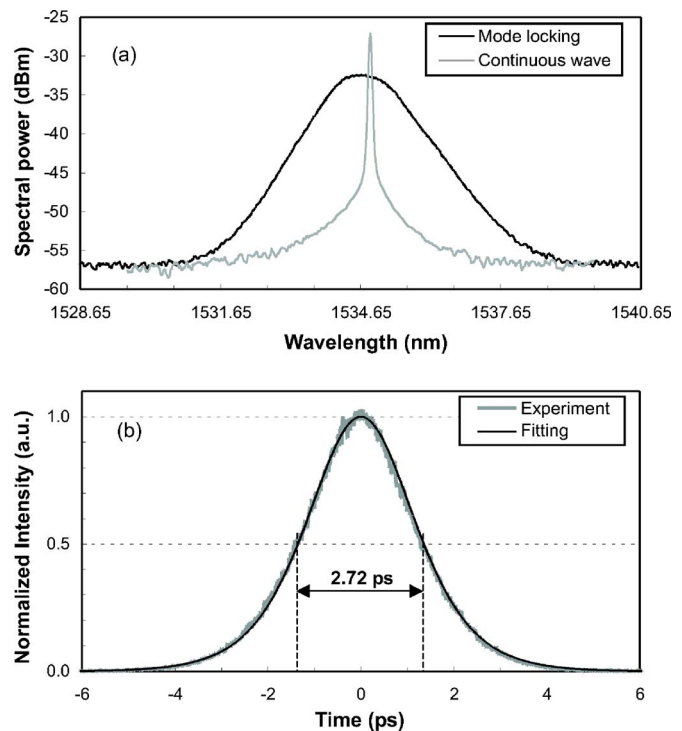 -25
-30
-35
-40
-45
-50
-55
-60
Spectral power (dBm)
(a)
Mode locking
Continuous wave
1528.65 1531.65 1534.65 1537.65 1540.65
Wavelength (nm)
Normalized Intensity (a.u.)
1.0
0.5
0.0
(b)
Experiment
Fitting
2.72 ps
-6 -4 -2 0 2 4 6
Time (ps)